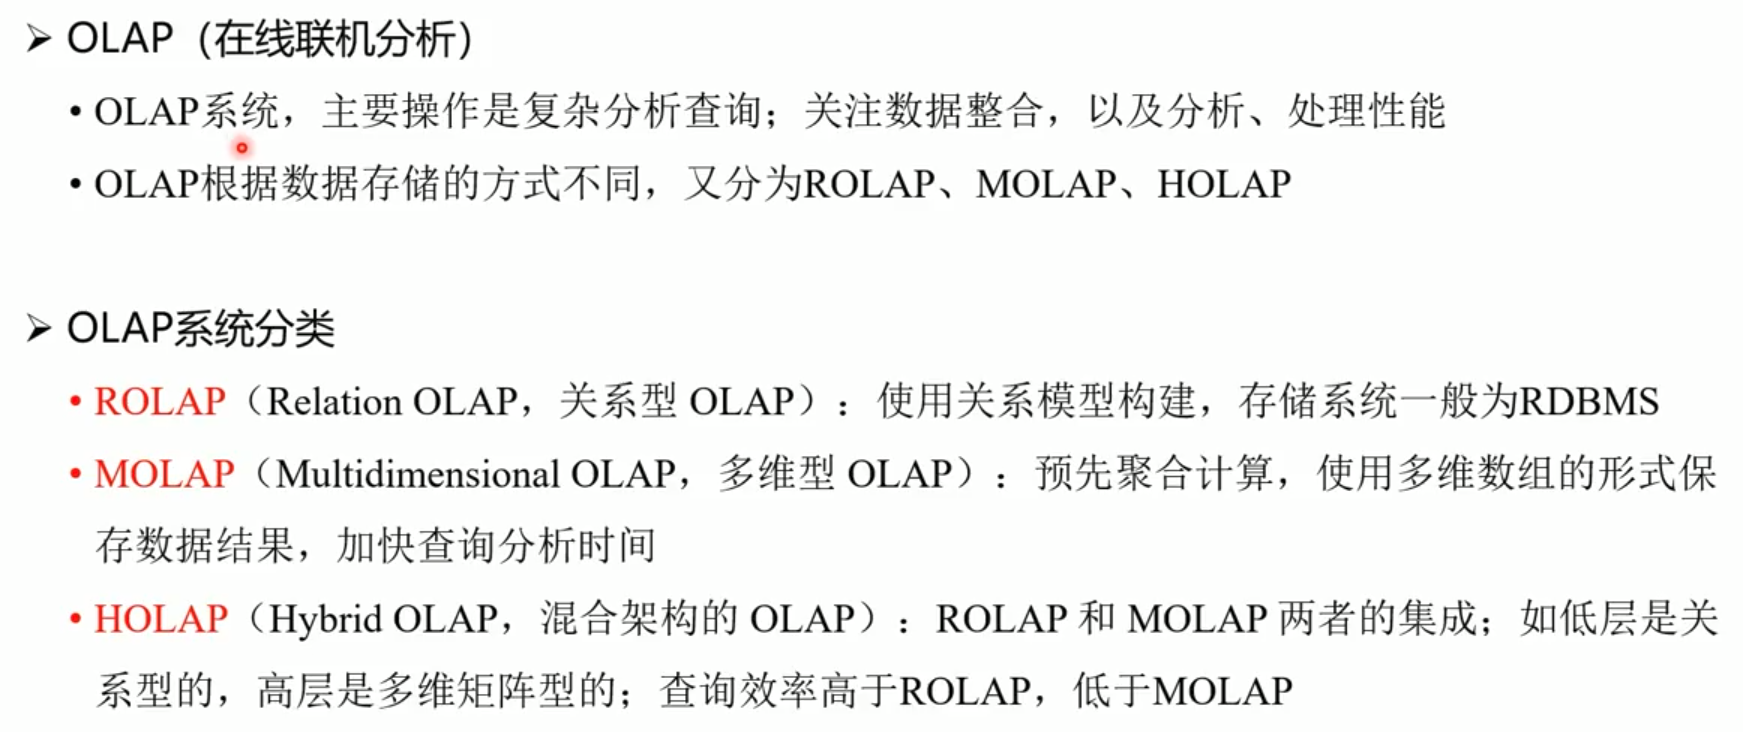 ➢ OLAP（在线联机分析）
• OLAP系统，主要操作是复杂分析查询；关注数据整合，以及分析、处理性能
• OLAP根据数据存储的方式不同，又分为ROLAP、MOLAP、HOLAP
➢ OLAP系统分类
• ROLAP（Relation OLAP，关系型 OLAP）：使用关系模型构建，存储系统一般为RDBMS
• MOLAP（Multidimensional OLAP，多维型 OLAP）：预先聚合计算，使用多维数组的形式保
存数据结果，加快查询分析时间
• HOLAP（Hybrid OLAP，混合架构的 OLAP）：ROLAP 和 MOLAP 两者的集成；如低层是关
系型的，高层是多维矩阵型的；查询效率高于ROLAP，低于MOLAP